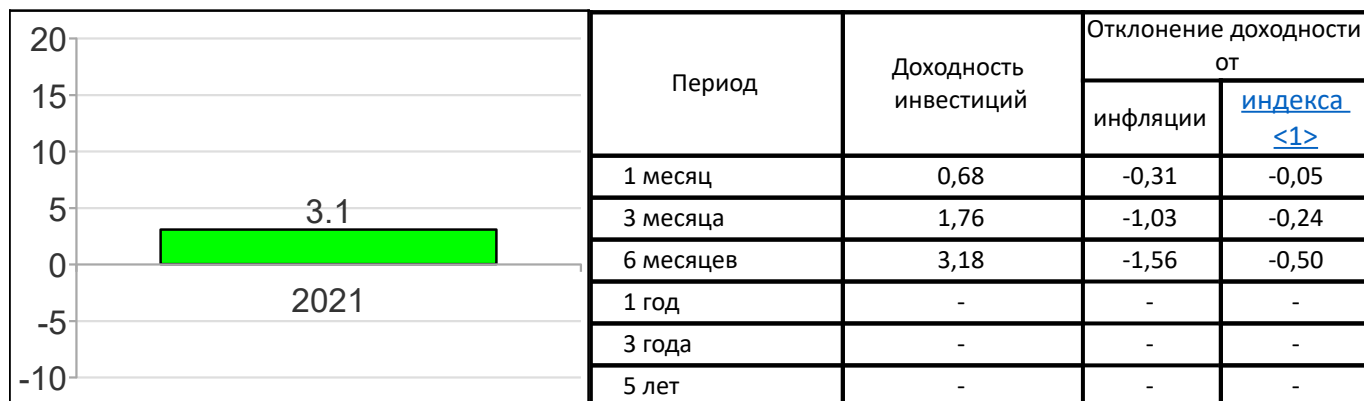 20
15
10
5
0
-5
-10
3.1
2021
Период
Доходность
инвестиций
Отклонение доходности
от
инфляции
индекса
<1>
1 месяц 0,68 -0,31 -0,05
3 месяца 1,76 -1,03 -0,24
6 месяцев 3,18 -1,56 -0,50
1 год - - -
3 года - - -
5 лет - - -